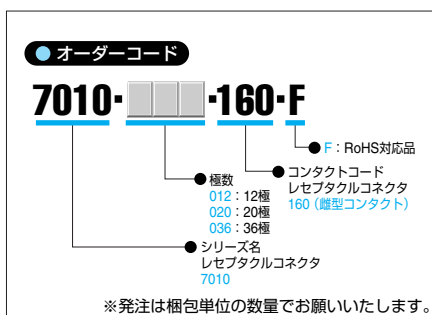 オーダーコード
7010-□□□-160-F
F：RoHS対応品
コンタクトコード
レセプタクルコネクタ
160（雌型コンタクト）
極数
012：12極
020：20極
036：36極
シリーズ名
レセプタクルコネクタ
7010
※発注は梱包単位の数量でお願いいたします。